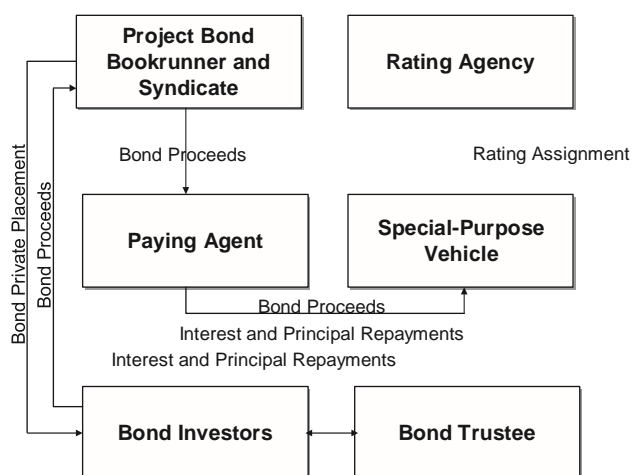 Project Bond
Bookrunner and
Syndicate
Rating Agency
Bond Proceeds
Rating Assignment
Bond Private Placement
Bond Proceeds
Paying Agent
Special-Purpose
Vehicle
Bond Proceeds
Interest and Principal Repayments
Interest and Principal Repayments
Bond Investors
Bond Trustee